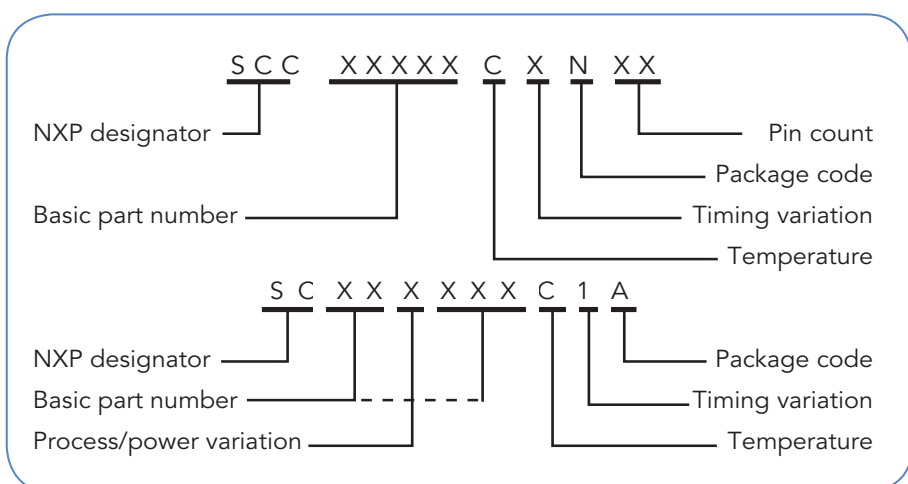 S C C X X X X X C X N X X
NXP designator Pin count
Package code
Basic part number Timing variation
Temperature
S C X X X X X X C 1 A
NXP designator Package code
Basic part number Timing variation
Process/power variation Temperature